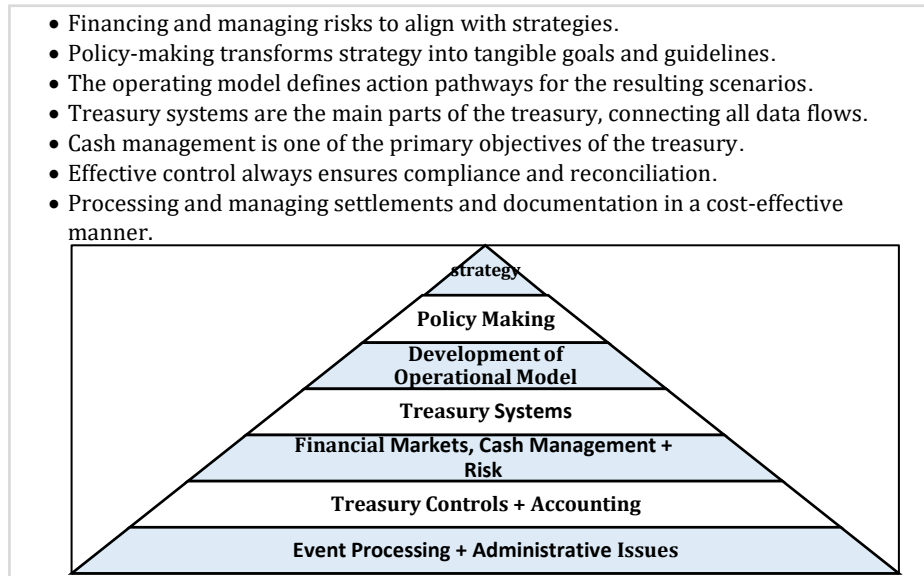 • Financing and managing risks to align with strategies.
• Policy-making transforms strategy into tangible goals and guidelines.
• The operating model defines action pathways for the resulting scenarios.
• Treasury systems are the main parts of the treasury, connecting all data flows.
• Cash management is one of the primary objectives of the treasury.
• Effective control always ensures compliance and reconciliation.
• Processing and managing settlements and documentation in a cost-effective
manner.
strategy
Policy Making
Development of
Operational Model
Treasury Systems
Financial Markets, Cash Management +
Risk
Treasury Controls + Accounting
Event Processing + Administrative Issues